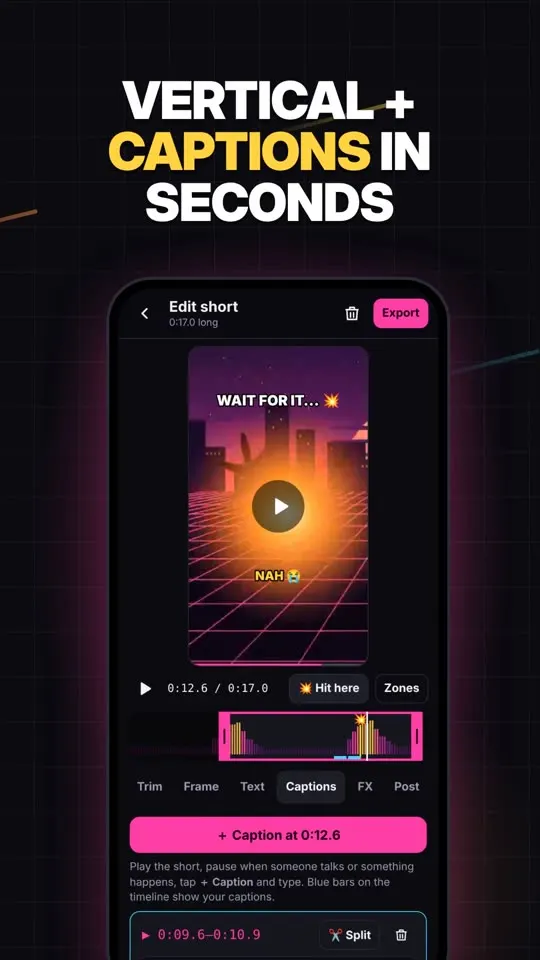 VERTICAL +
CAPTIONS IN
SECONDS
Edit short
0:17.0 long
Export
WAIT FOR IT... 💥
NAH 😭
0:12.6 / 0:17.0
💥 Hit here
Zones
Trim
Frame
Text
Captions
FX
Post
+ Caption at 0:12.6
Play the short, pause when someone talks or something
happens, tap + Caption and type. Blue bars on the
timeline show your captions.
▶ 0:09.6–0:10.9
✂️ Split